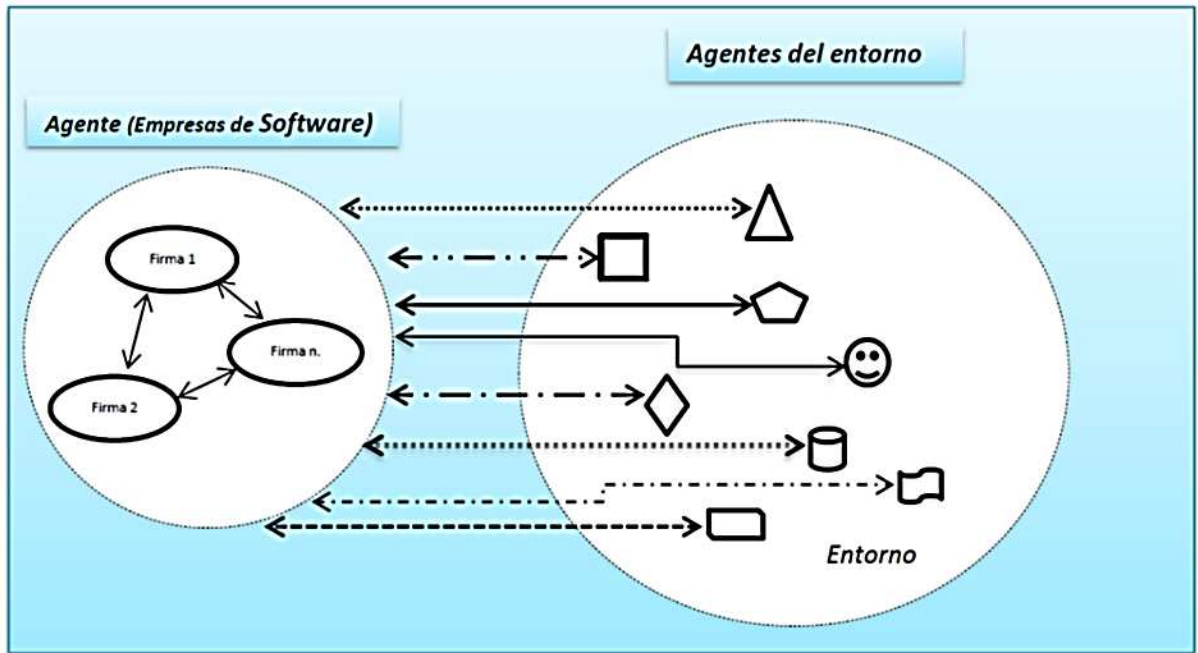 Agentes del entorno
Agente (Empresas de Software)
Firma 1
Firma n.
Firma 2
Entorno